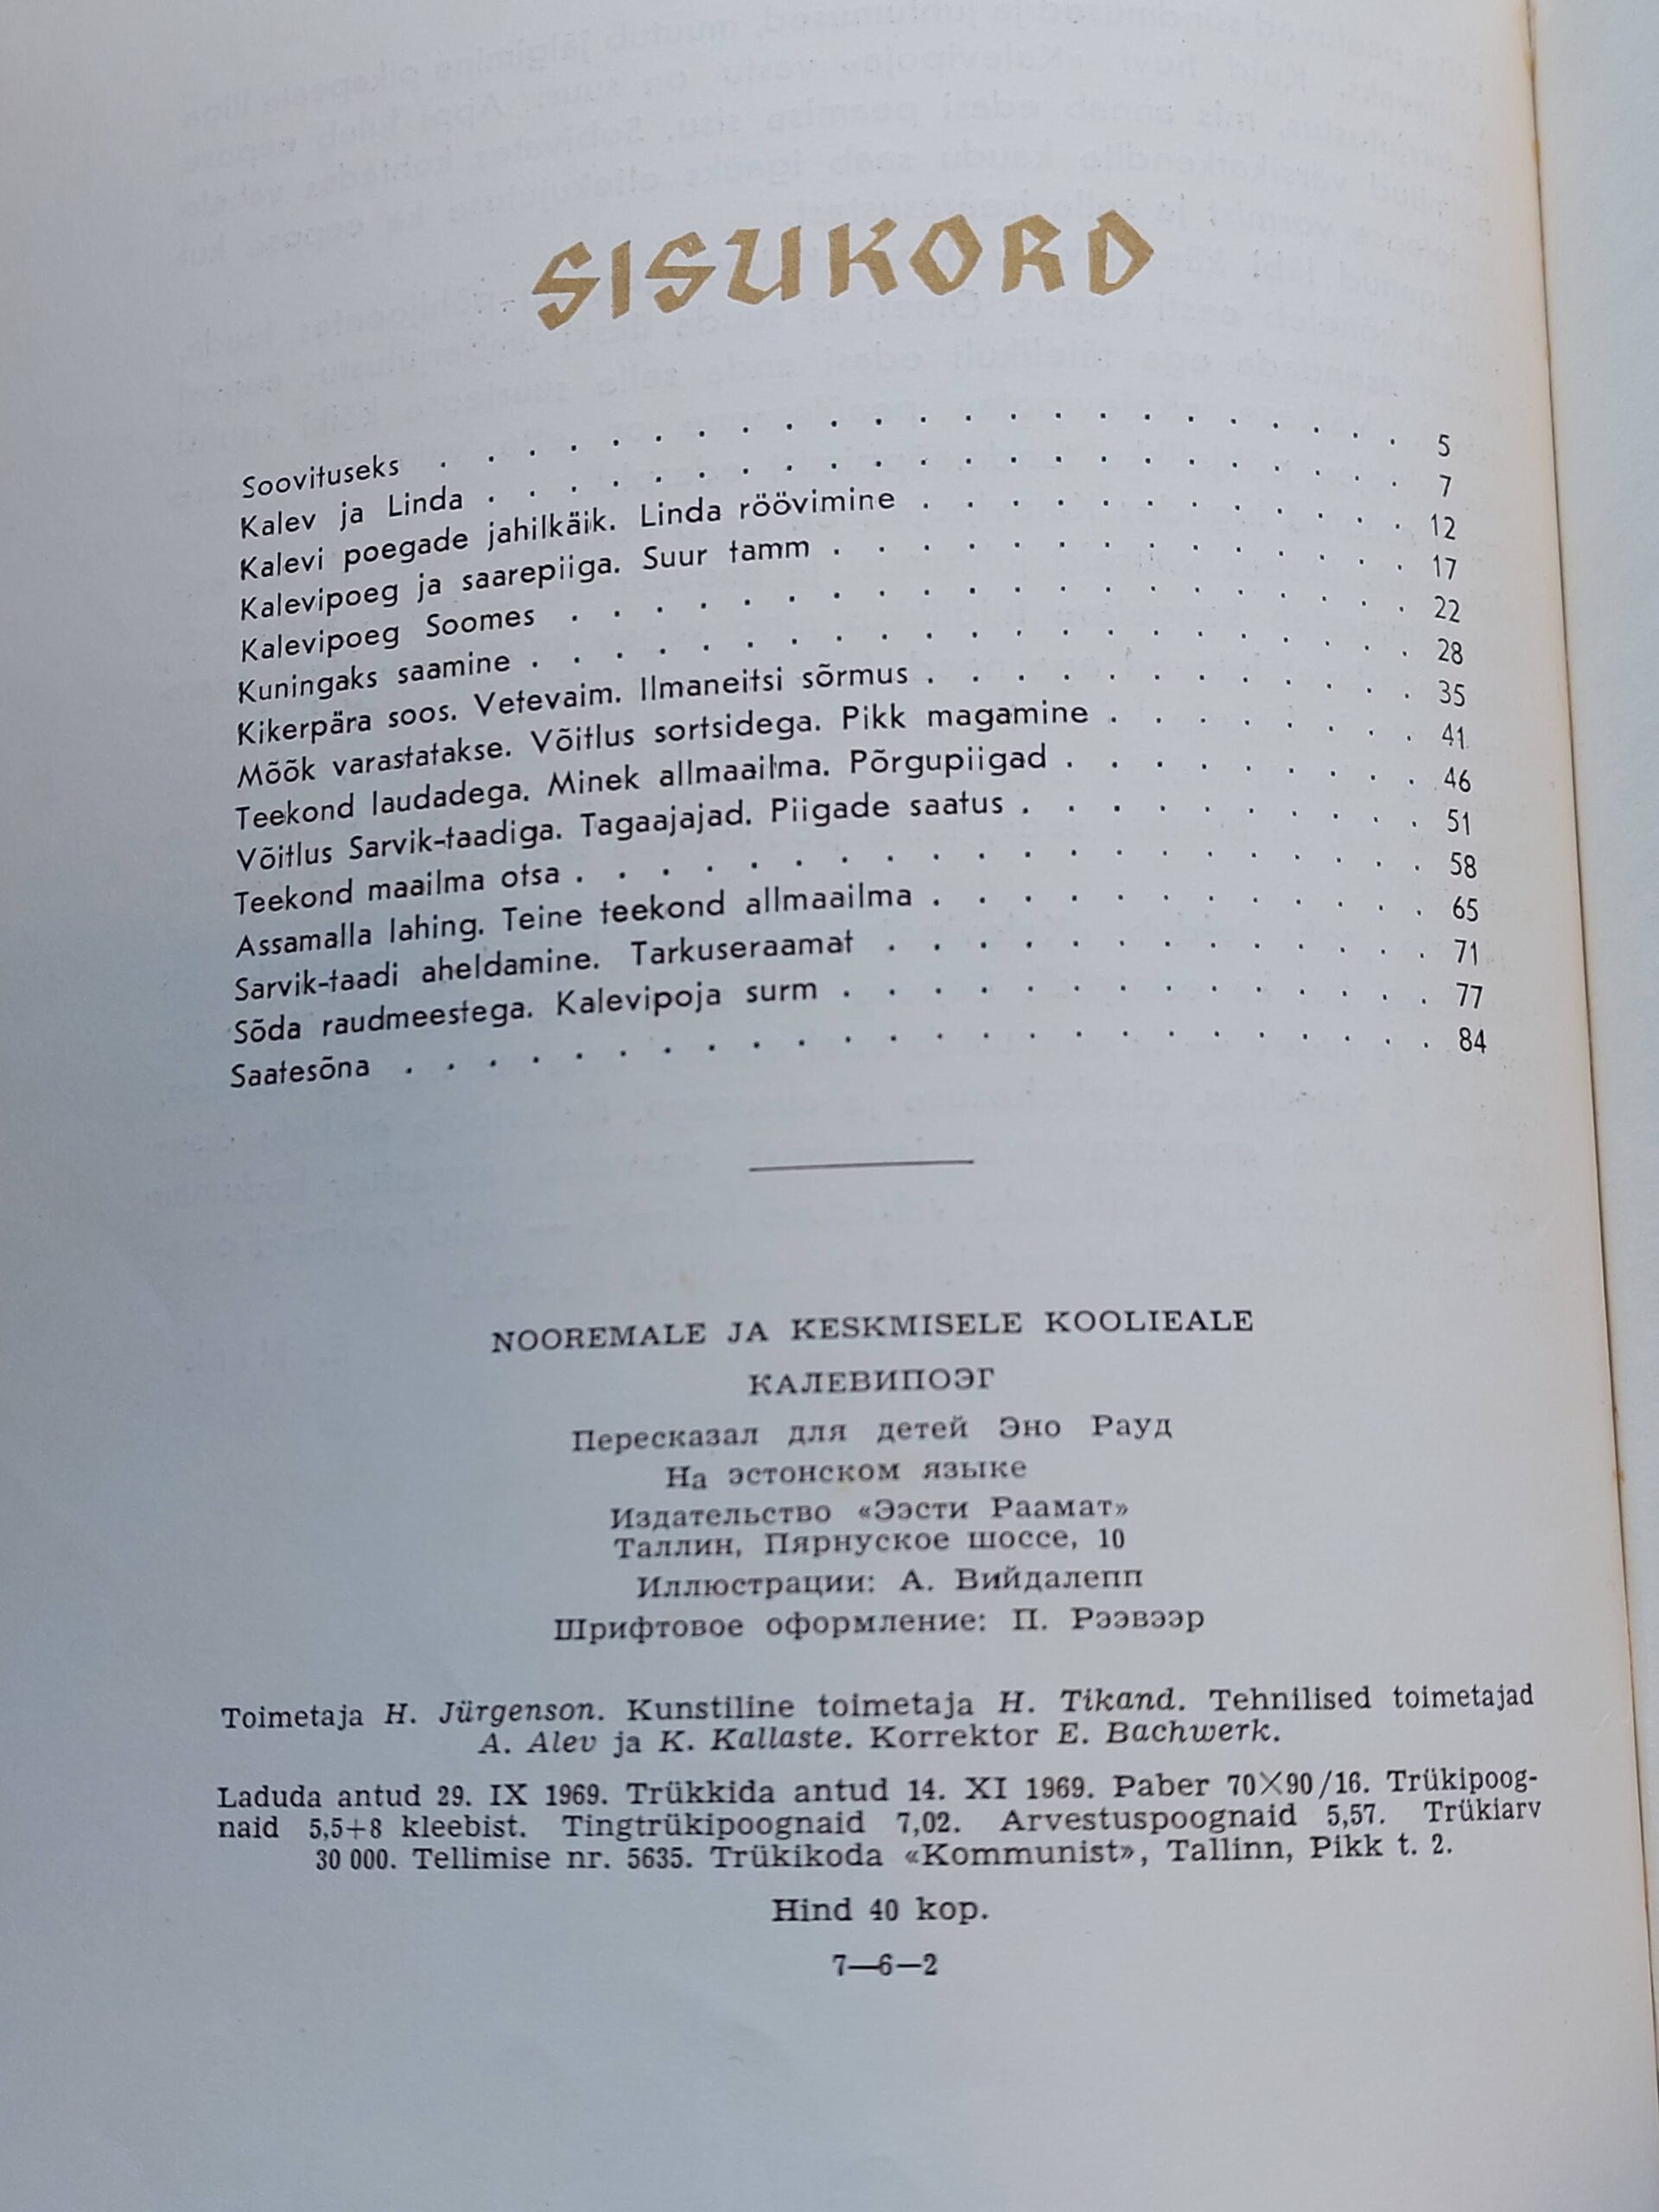 SISUKORD
Soovituseks . . . . . . . . . . . . . . . . . . . . . . . 5
Kalev ja Linda . . . . . . . . . . . . . . . . . . . . . . 7
Kalevi poegade jahilkäik. Linda röövimine . . . . . . . . . . . 12
Kalevipoeg ja saarepiiga. Suur tamm . . . . . . . . . . . . . 17
Kalevipoeg Soomes . . . . . . . . . . . . . . . . . . . 22
Kuningaks saamine . . . . . . . . . . . . . . . . . . . . 28
Kikerpära soos. Vetevaim. Ilmaneitsi sõrmus . . . . . . . . . . . 35
Mõõk varastatakse. Võitlus sortsidega. Pikk magamine . . . . . . . 41
Teekond laudadega. Minek allmaailma. Põrgupiigad . . . . . . . . 46
Võitlus Sarvik-taadiga. Tagaajajad. Piigade saatus . . . . . . . . . 51
Teekond maailma otsa . . . . . . . . . . . . . . . . . . . 58
Assamalla lahing. Teine teekond allmaailma . . . . . . . . . . . 65
Sarvik-taadi aheldamine. Tarkuseraamat . . . . . . . . . . . . 71
Sõda raudmeestega. Kalevipoja surm . . . . . . . . . . . . . 77
Saatesõna . . . . . . . . . . . . . . . . . . . . . . . 84
NOOREMALE JA KESKMISELE KOOLIEALE
КАЛЕВИПОЭГ
Пересказал для детей Эно Рауд
На эстонском языке
Издательство «Ээсти Раамат»
Таллин, Пярнуское шоссе, 10
Иллюстрации: А. Вийдалепп
Шрифтовое оформление: П. Рээвээр
Toimetaja H. Jürgenson. Kunstiline toimetaja H. Tikand. Tehnilised toimetajad
A. Alev ja K. Kallaste. Korrektor E. Bachwerk.
Laduda antud 29. IX 1969. Trükkida antud 14. XI 1969. Paber 70×90/16. Trükipoog-
naid 5,5+8 kleebist. Tingtrükipoognaid 7,02. Arvestuspoognaid 5,57. Trükiarv
30 000. Tellimise nr. 5635. Trükikoda «Kommunist», Tallinn, Pikk t. 2.
Hind 40 kop.
7—6—2